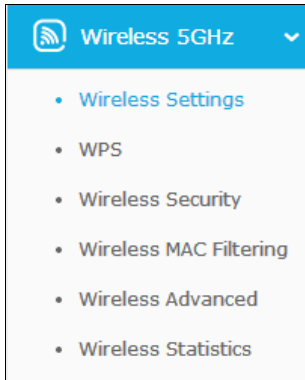 Wireless 5GHz
Wireless Settings
WPS
Wireless Security
Wireless MAC Filtering
Wireless Advanced
Wireless Statistics